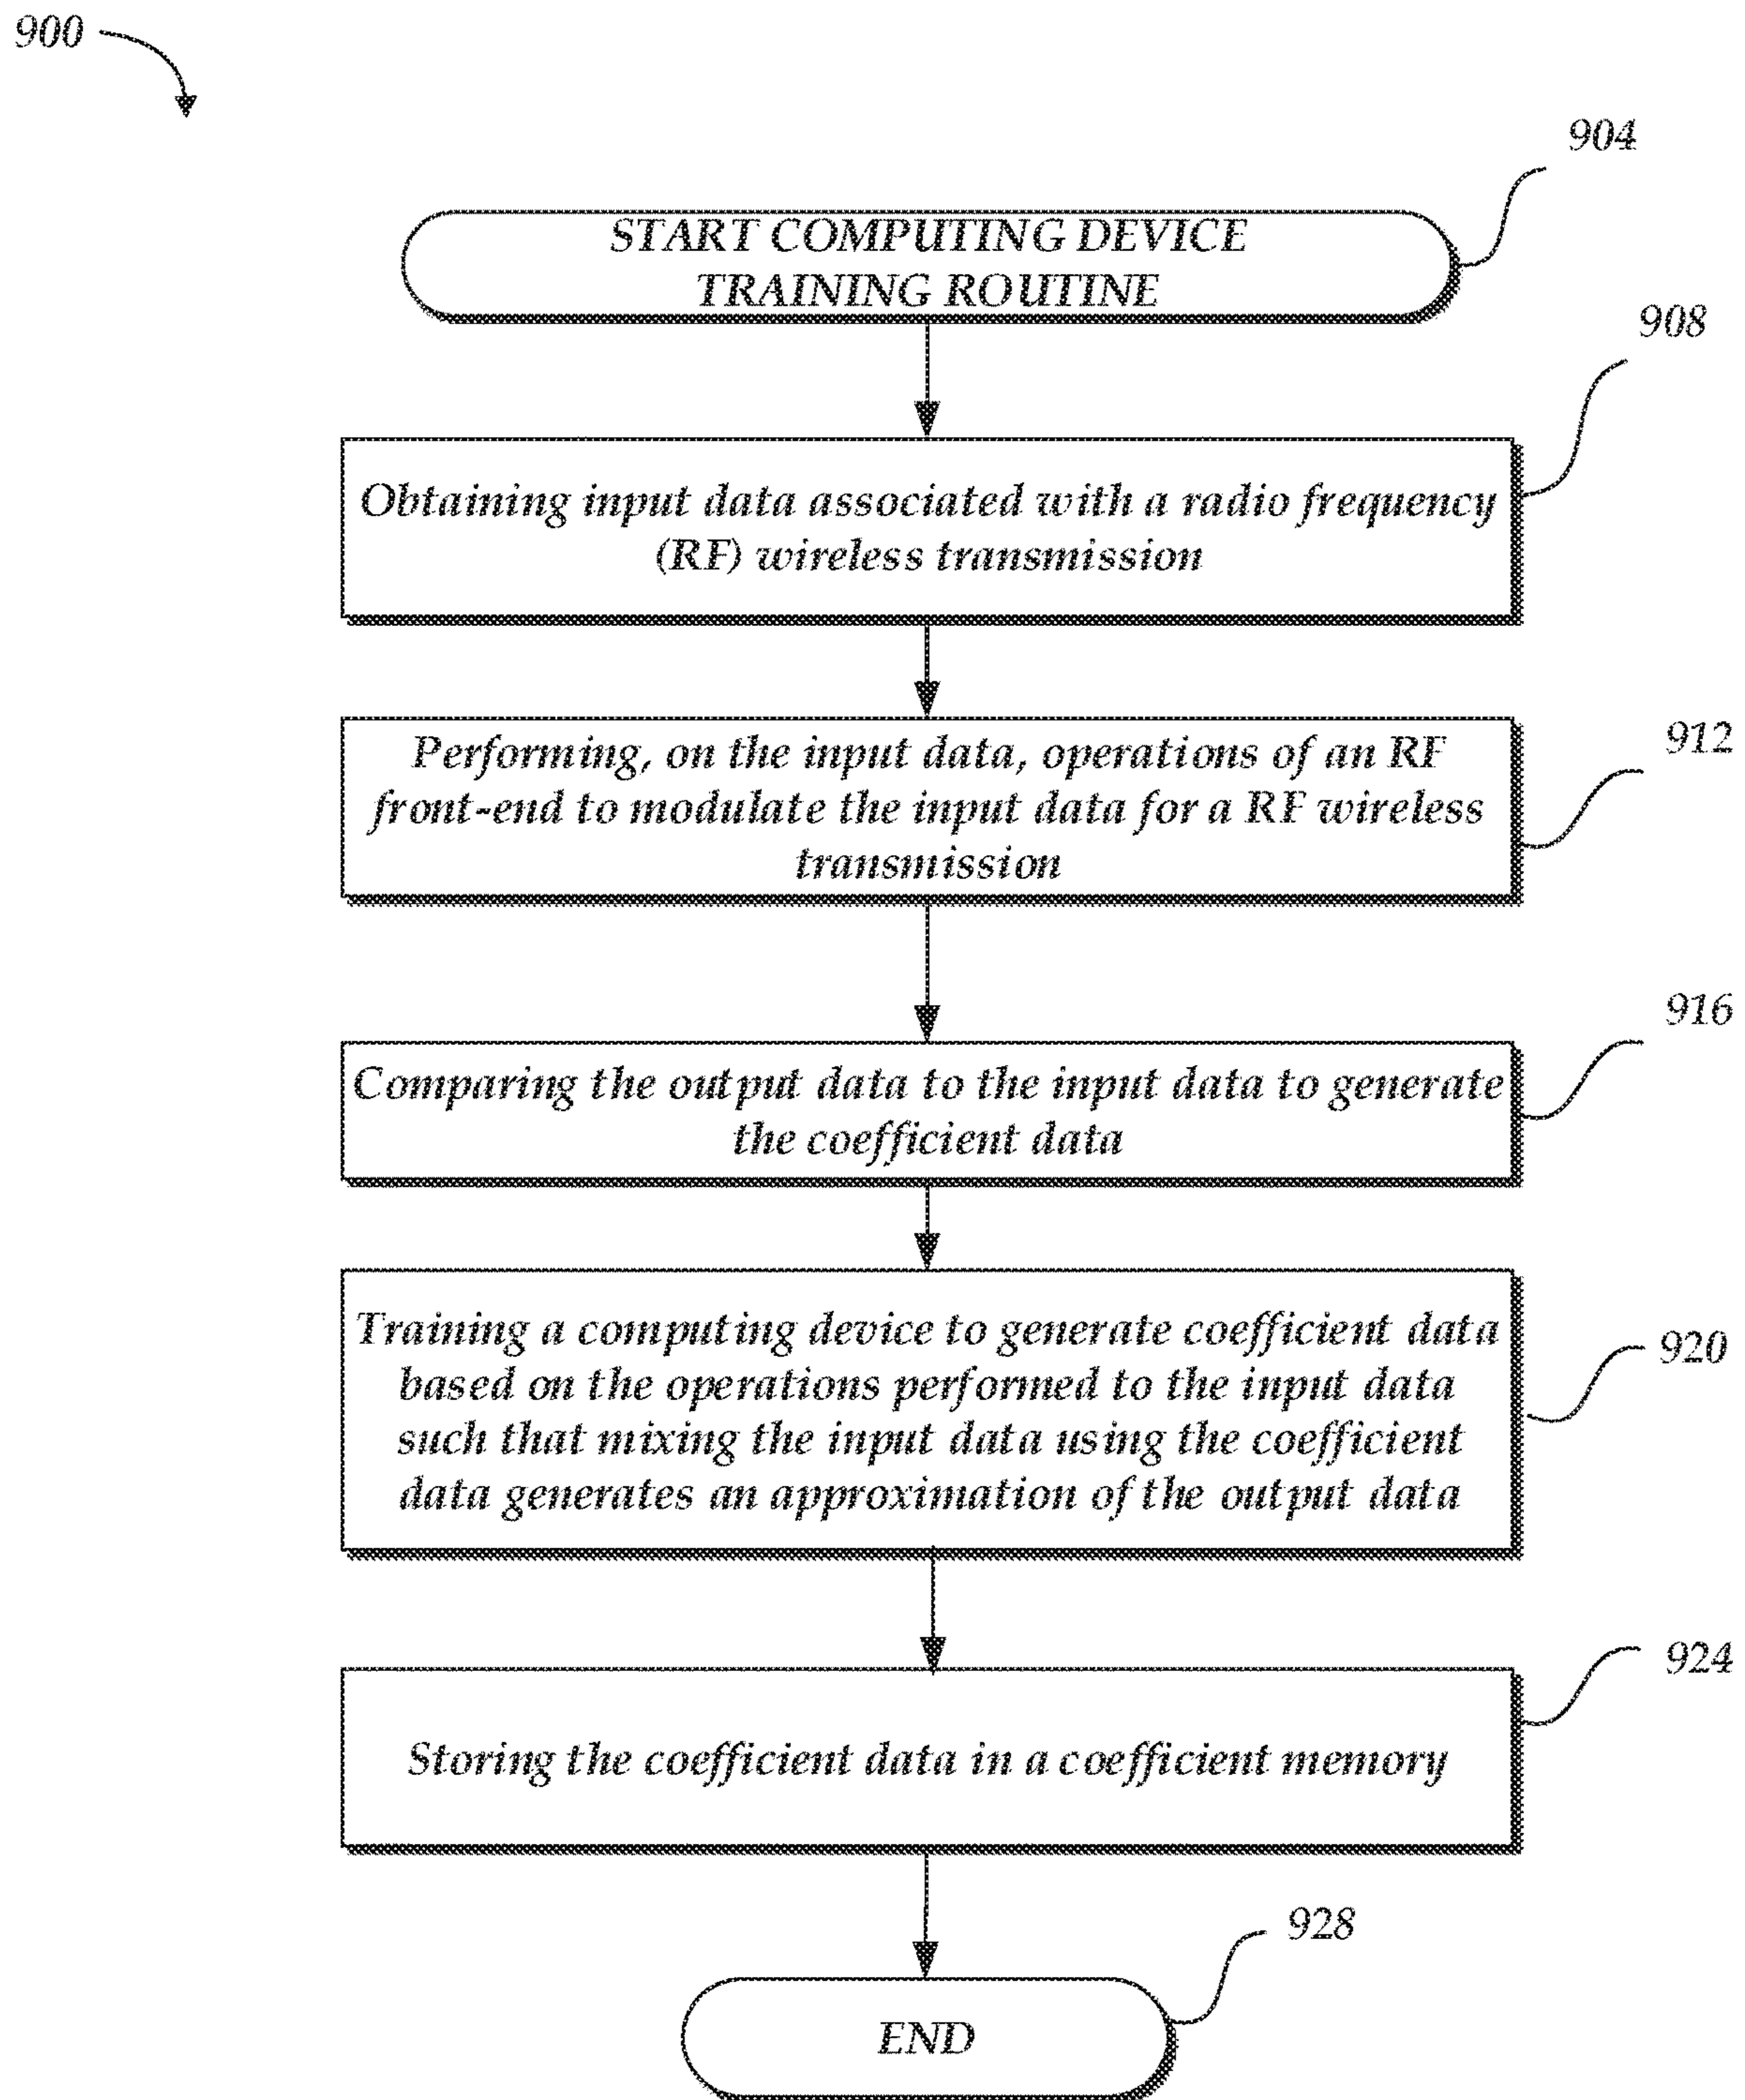 900
904
START COMPUTING DEVICE
TRAINING ROUTINE
908
Obtaining input data associated with a radio frequency
(RF) wireless transmission
912
Performing, on the input data, operations of an RF
front-end to modulate the input data for a RF wireless
transmission
916
Comparing the output data to the input data to generate
the coefficient data
920
Training a computing device to generate coefficient data
based on the operations performed to the input data
such that mixing the input data using the coefficient
data generates an approximation of the output data
924
Storing the coefficient data in a coefficient memory
928
END